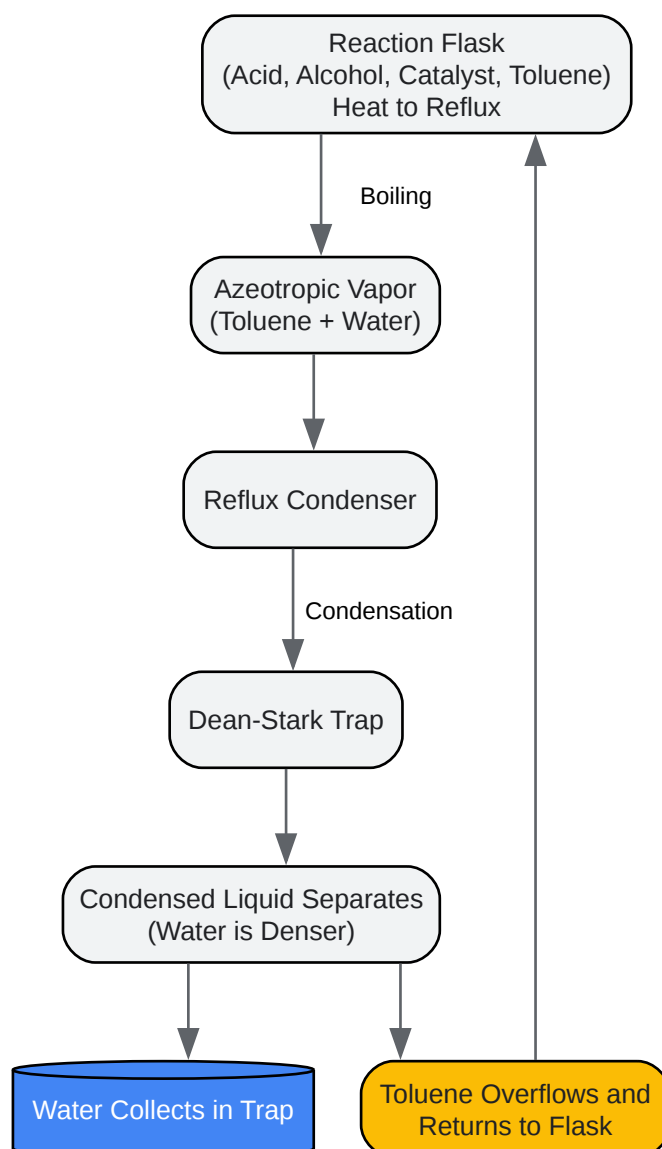 Reaction Flask
(Acid, Alcohol, Catalyst, Toluene)
Heat to Reflux
Boiling
Azeotropic Vapor
(Toluene + Water)
Reflux Condenser
Condensation
Dean-Stark Trap
Condensed Liquid Separates
(Water is Denser)
Water Collects in Trap
Toluene Overflows and
Returns to Flask